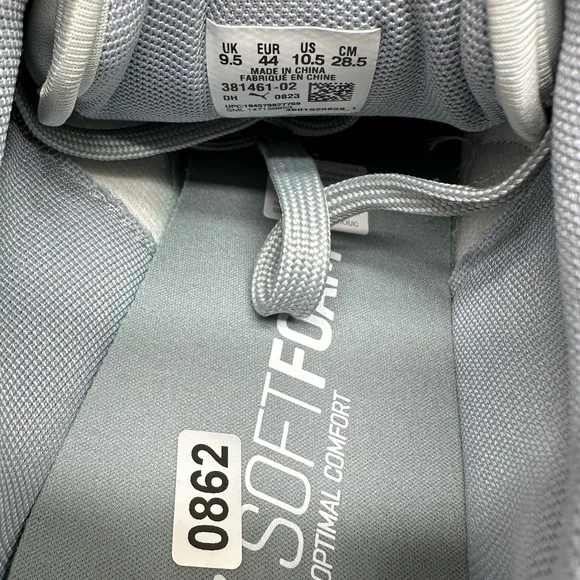 UK EUR US CM
9.5 44 10.5 28.5
MADE IN CHINA
FABRIQUÉ EN CHINE
381461-02
DH 0823
SOFTFOAM
OPTIMAL COMFORT
0862